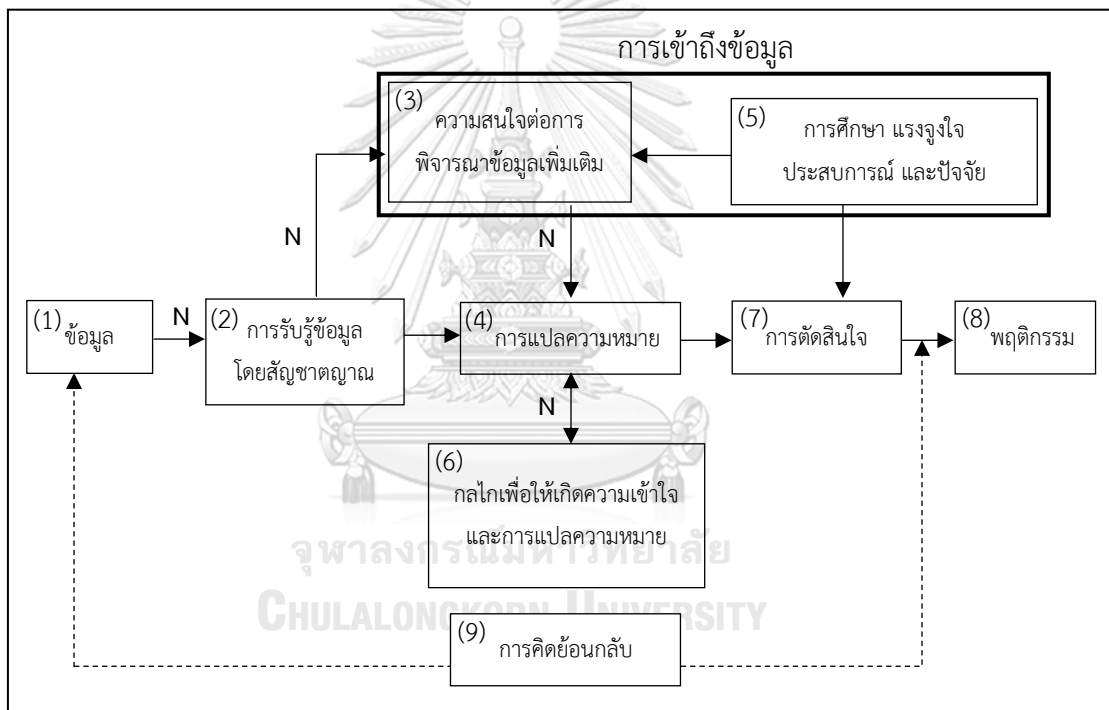 การเข้าถึงข้อมูล
(3)
ความสนใจต่อการ
พิจารณาข้อมูลเพิ่มเติม
(5)
การศึกษา แรงจูงใจ
ประสบการณ์ และปัจจัย
N
N
(1)
ข้อมูล
N
(2)
การรับรู้ข้อมูล
โดยสัญชาตญาณ
(4)
การแปลความหมาย
(7)
การตัดสินใจ
(8)
พฤติกรรม
N
(6)
กลไกเพื่อให้เกิดความเข้าใจ
และการแปลความหมาย
จุฬาลงกรณ์มหาวิทยาลัย
CHULALONGKORN UNIVERSITY
(9)
การคิดย้อนกลับ